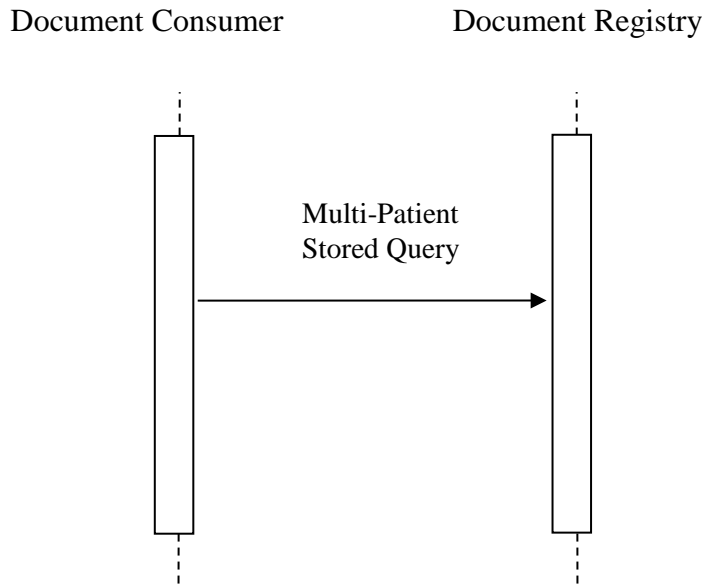 Document Consumer
Document Registry
Multi-Patient
Stored Query